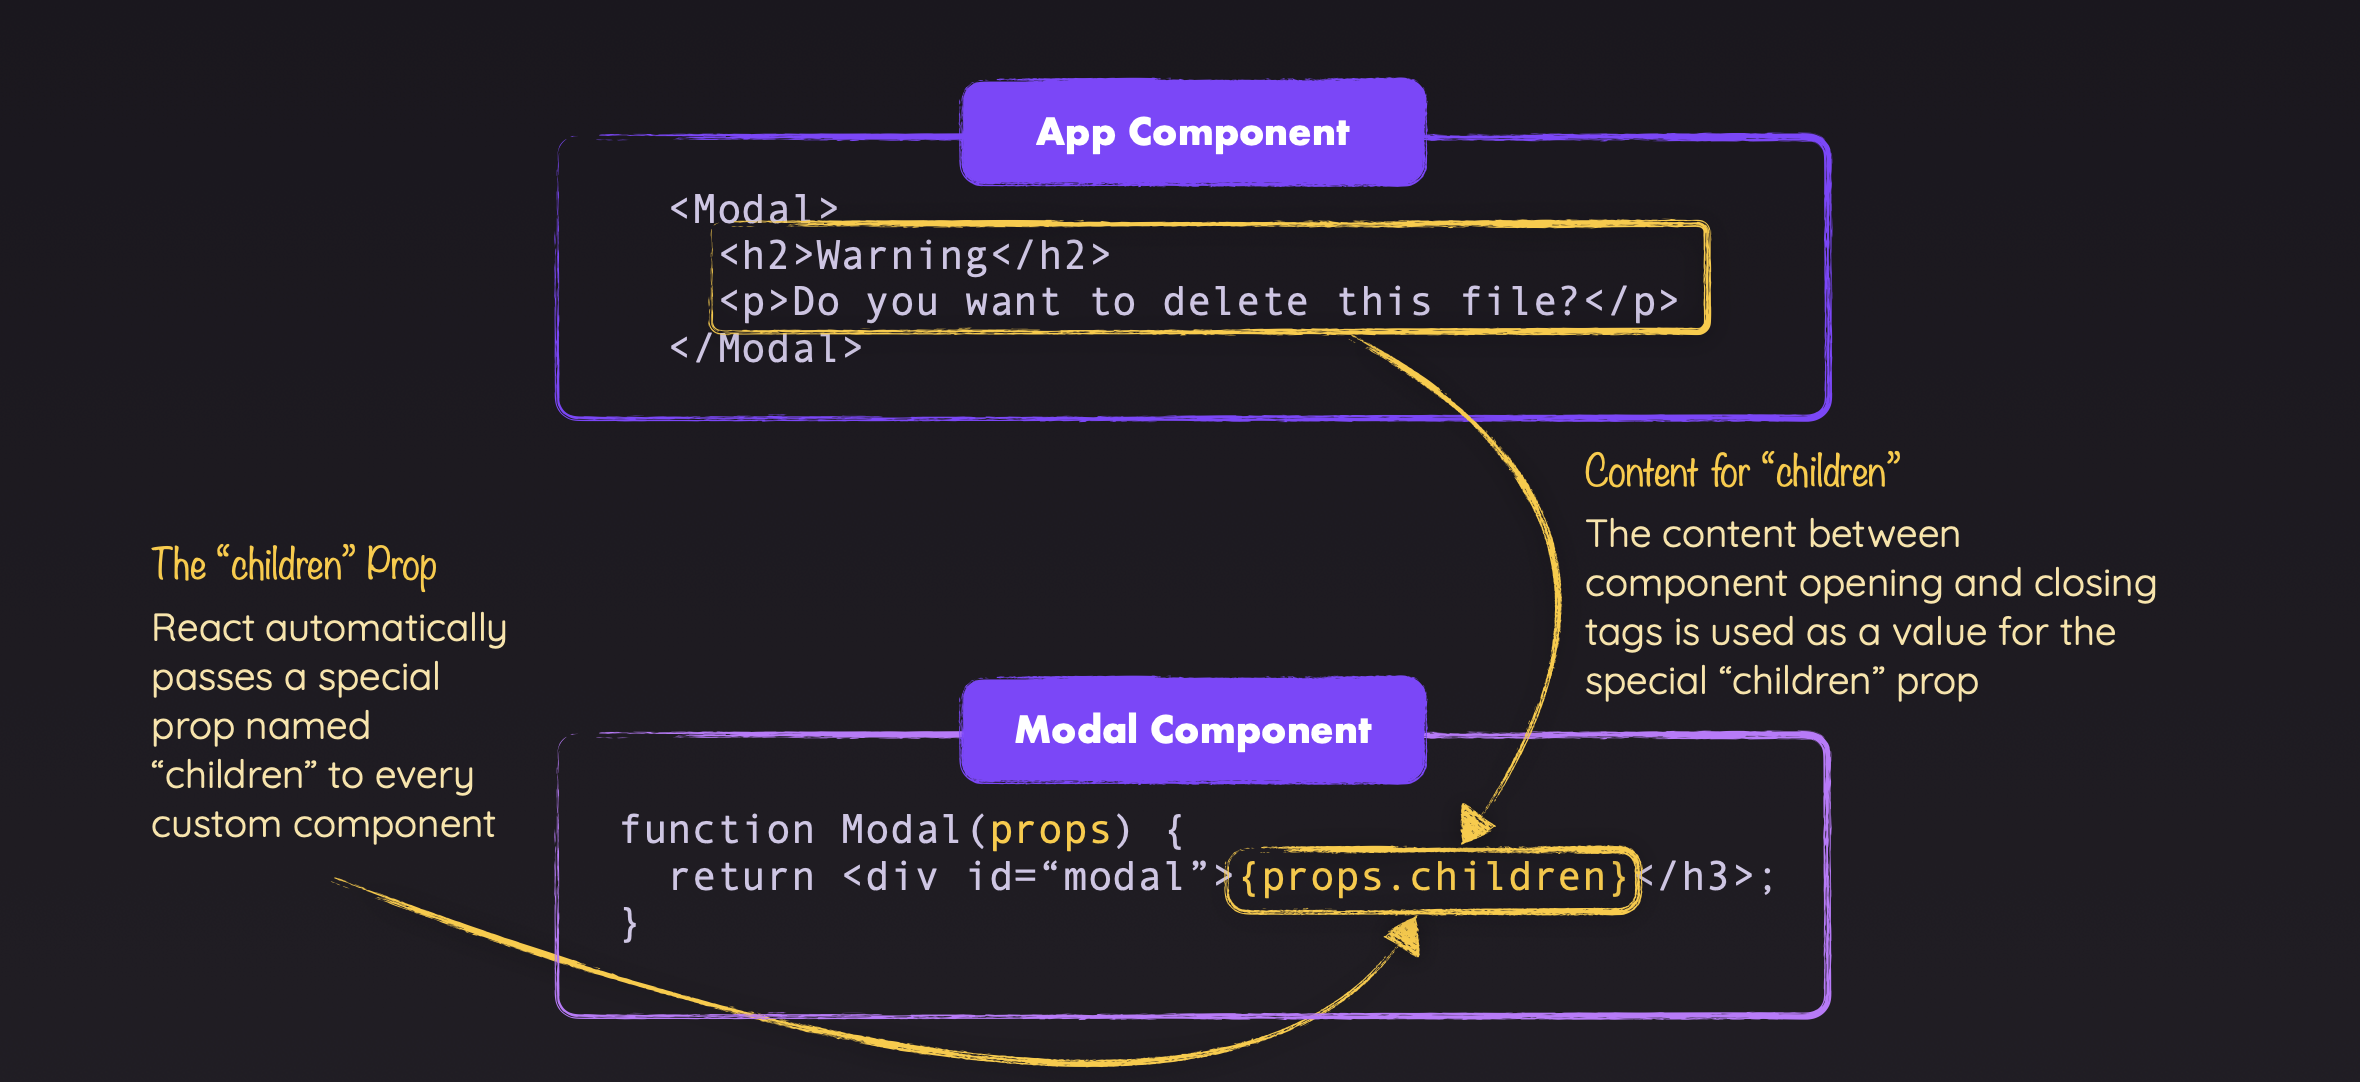 App Component
<Modal>
<h2>Warning</h2>
<p>Do you want to delete this file?</p>
</Modal>
Content for “children”
The content between
component opening and closing
tags is used as a value for the
special “children” prop
The “children” Prop
React automatically
passes a special
prop named
“children” to every
custom component
Modal Component
function Modal(props) {
return <div id=“modal”>{props.children}</h3>;
}